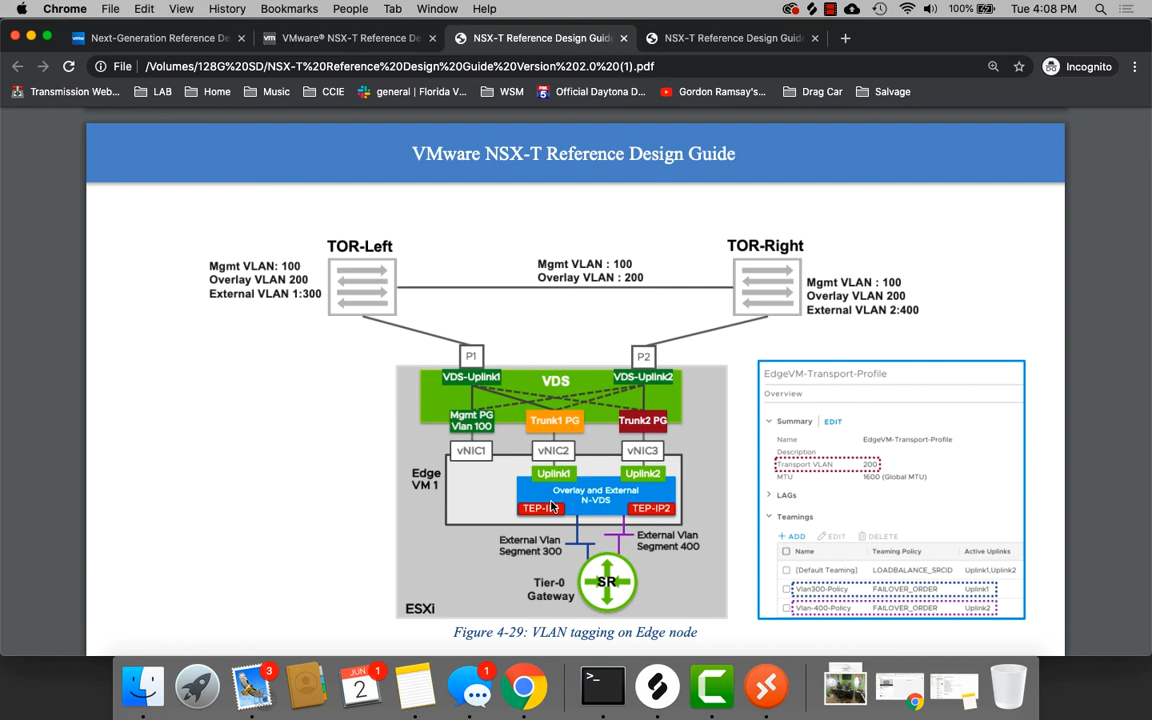 Chrome File Edit View History Bookmarks People Tab Window Help 100% Tue 4:08 PM
Next-Generation Reference De VMware® NSX-T Reference De NSX-T Reference Design Guide NSX-T Reference Design Guid
File /Volumes/128G%20SD/NSX-T%20Reference%20Design%20Guide%20Version%202.0%20(1).pdf Incognito
Transmission Web... LAB Home Music CCIE general | Florida V... WSM Official Daytona D... Gordon Ramsay's... Drag Car Salvage
VMware NSX-T Reference Design Guide
TOR-Left
TOR-Right
Mgmt VLAN: 100
Overlay VLAN 200
External VLAN 1:300
Mgmt VLAN : 100
Overlay VLAN : 200
Mgmt VLAN : 100
Overlay VLAN 200
External VLAN 2:400
P1
P2
VDS-Uplink1
VDS
VDS-Uplink2
Mgmt PG
Vlan 100
Trunk1 PG
Trunk2 PG
vNIC1
vNIC2
vNIC3
Edge
VM 1
Uplink1
Uplink2
Overlay and External
N-VDS
TEP-IP2
External Vlan
Segment 300
External Vlan
Segment 400
Tier-0
Gateway
SR
ESXi
EdgeVM-Transport-Profile
Overview
Summary EDIT
Name EdgeVM-Transport-Profile
Description
Transport VLAN 200
MTU 1600 (Global MTU)
LAGs
Teamings
+ ADD EDIT DELETE
Name Teaming Policy Active Uplinks
[Default Teaming] LOADBALANCE_SRCID Uplink1,Uplink2
Vlan300-Policy FAILOVER_ORDER Uplink1
Vlan-400-Policy FAILOVER_ORDER Uplink2
Figure 4-29: VLAN tagging on Edge node
3
JUN 1
2
1